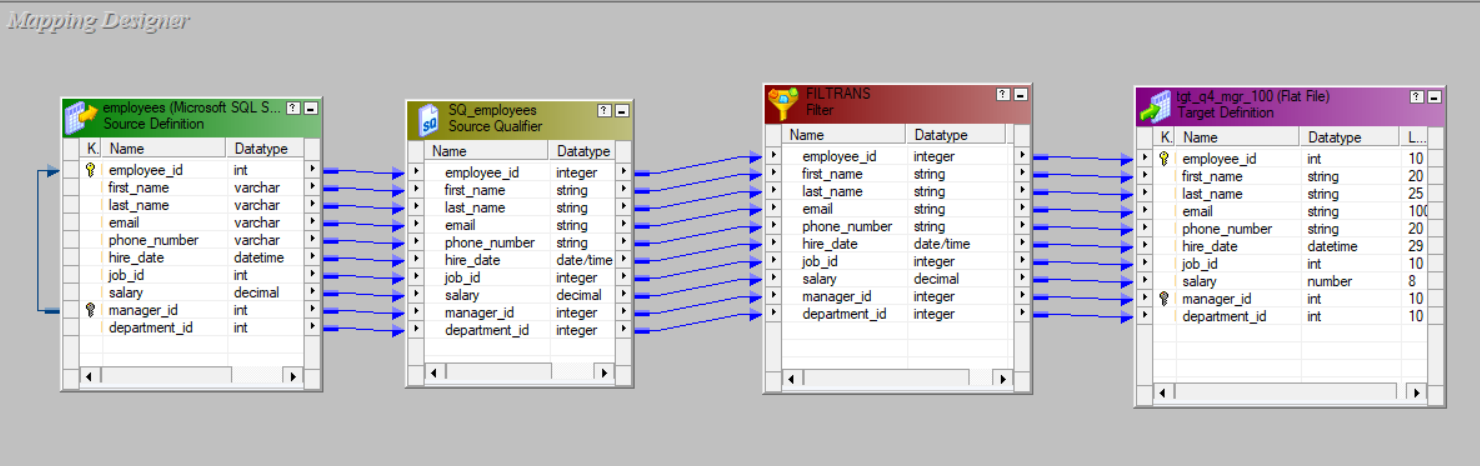 Mapping Designer
employees (Microsoft SQL S...
Source Definition
K. Name Datatype
employee_id int
first_name varchar
last_name varchar
email varchar
phone_number varchar
hire_date datetime
job_id int
salary decimal
manager_id int
department_id int
SQ_employees
Source Qualifier
Name Datatype
employee_id integer
first_name string
last_name string
email string
phone_number string
hire_date date/time
job_id integer
salary decimal
manager_id integer
department_id integer
FILTRANS
Filter
Name Datatype
employee_id integer
first_name string
last_name string
email string
phone_number string
hire_date date/time
job_id integer
salary decimal
manager_id integer
department_id integer
tgt_q4_mgr_100 (Flat File)
Target Definition
K. Name Datatype L...
employee_id int 10
first_name string 20
last_name string 25
email string 100
phone_number string 20
hire_date datetime 29
job_id int 10
salary number 8
manager_id int 10
department_id int 10